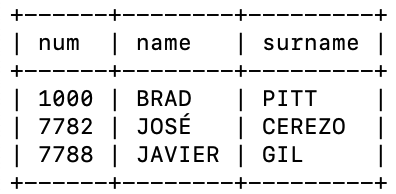 +------+---------+----------+
| num  | name    | surname  |
+------+---------+----------+
| 1000 | BRAD    | PITT     |
| 7782 | JOSÉ    | CEREZO   |
| 7788 | JAVIER  | GIL      |
+------+---------+----------+